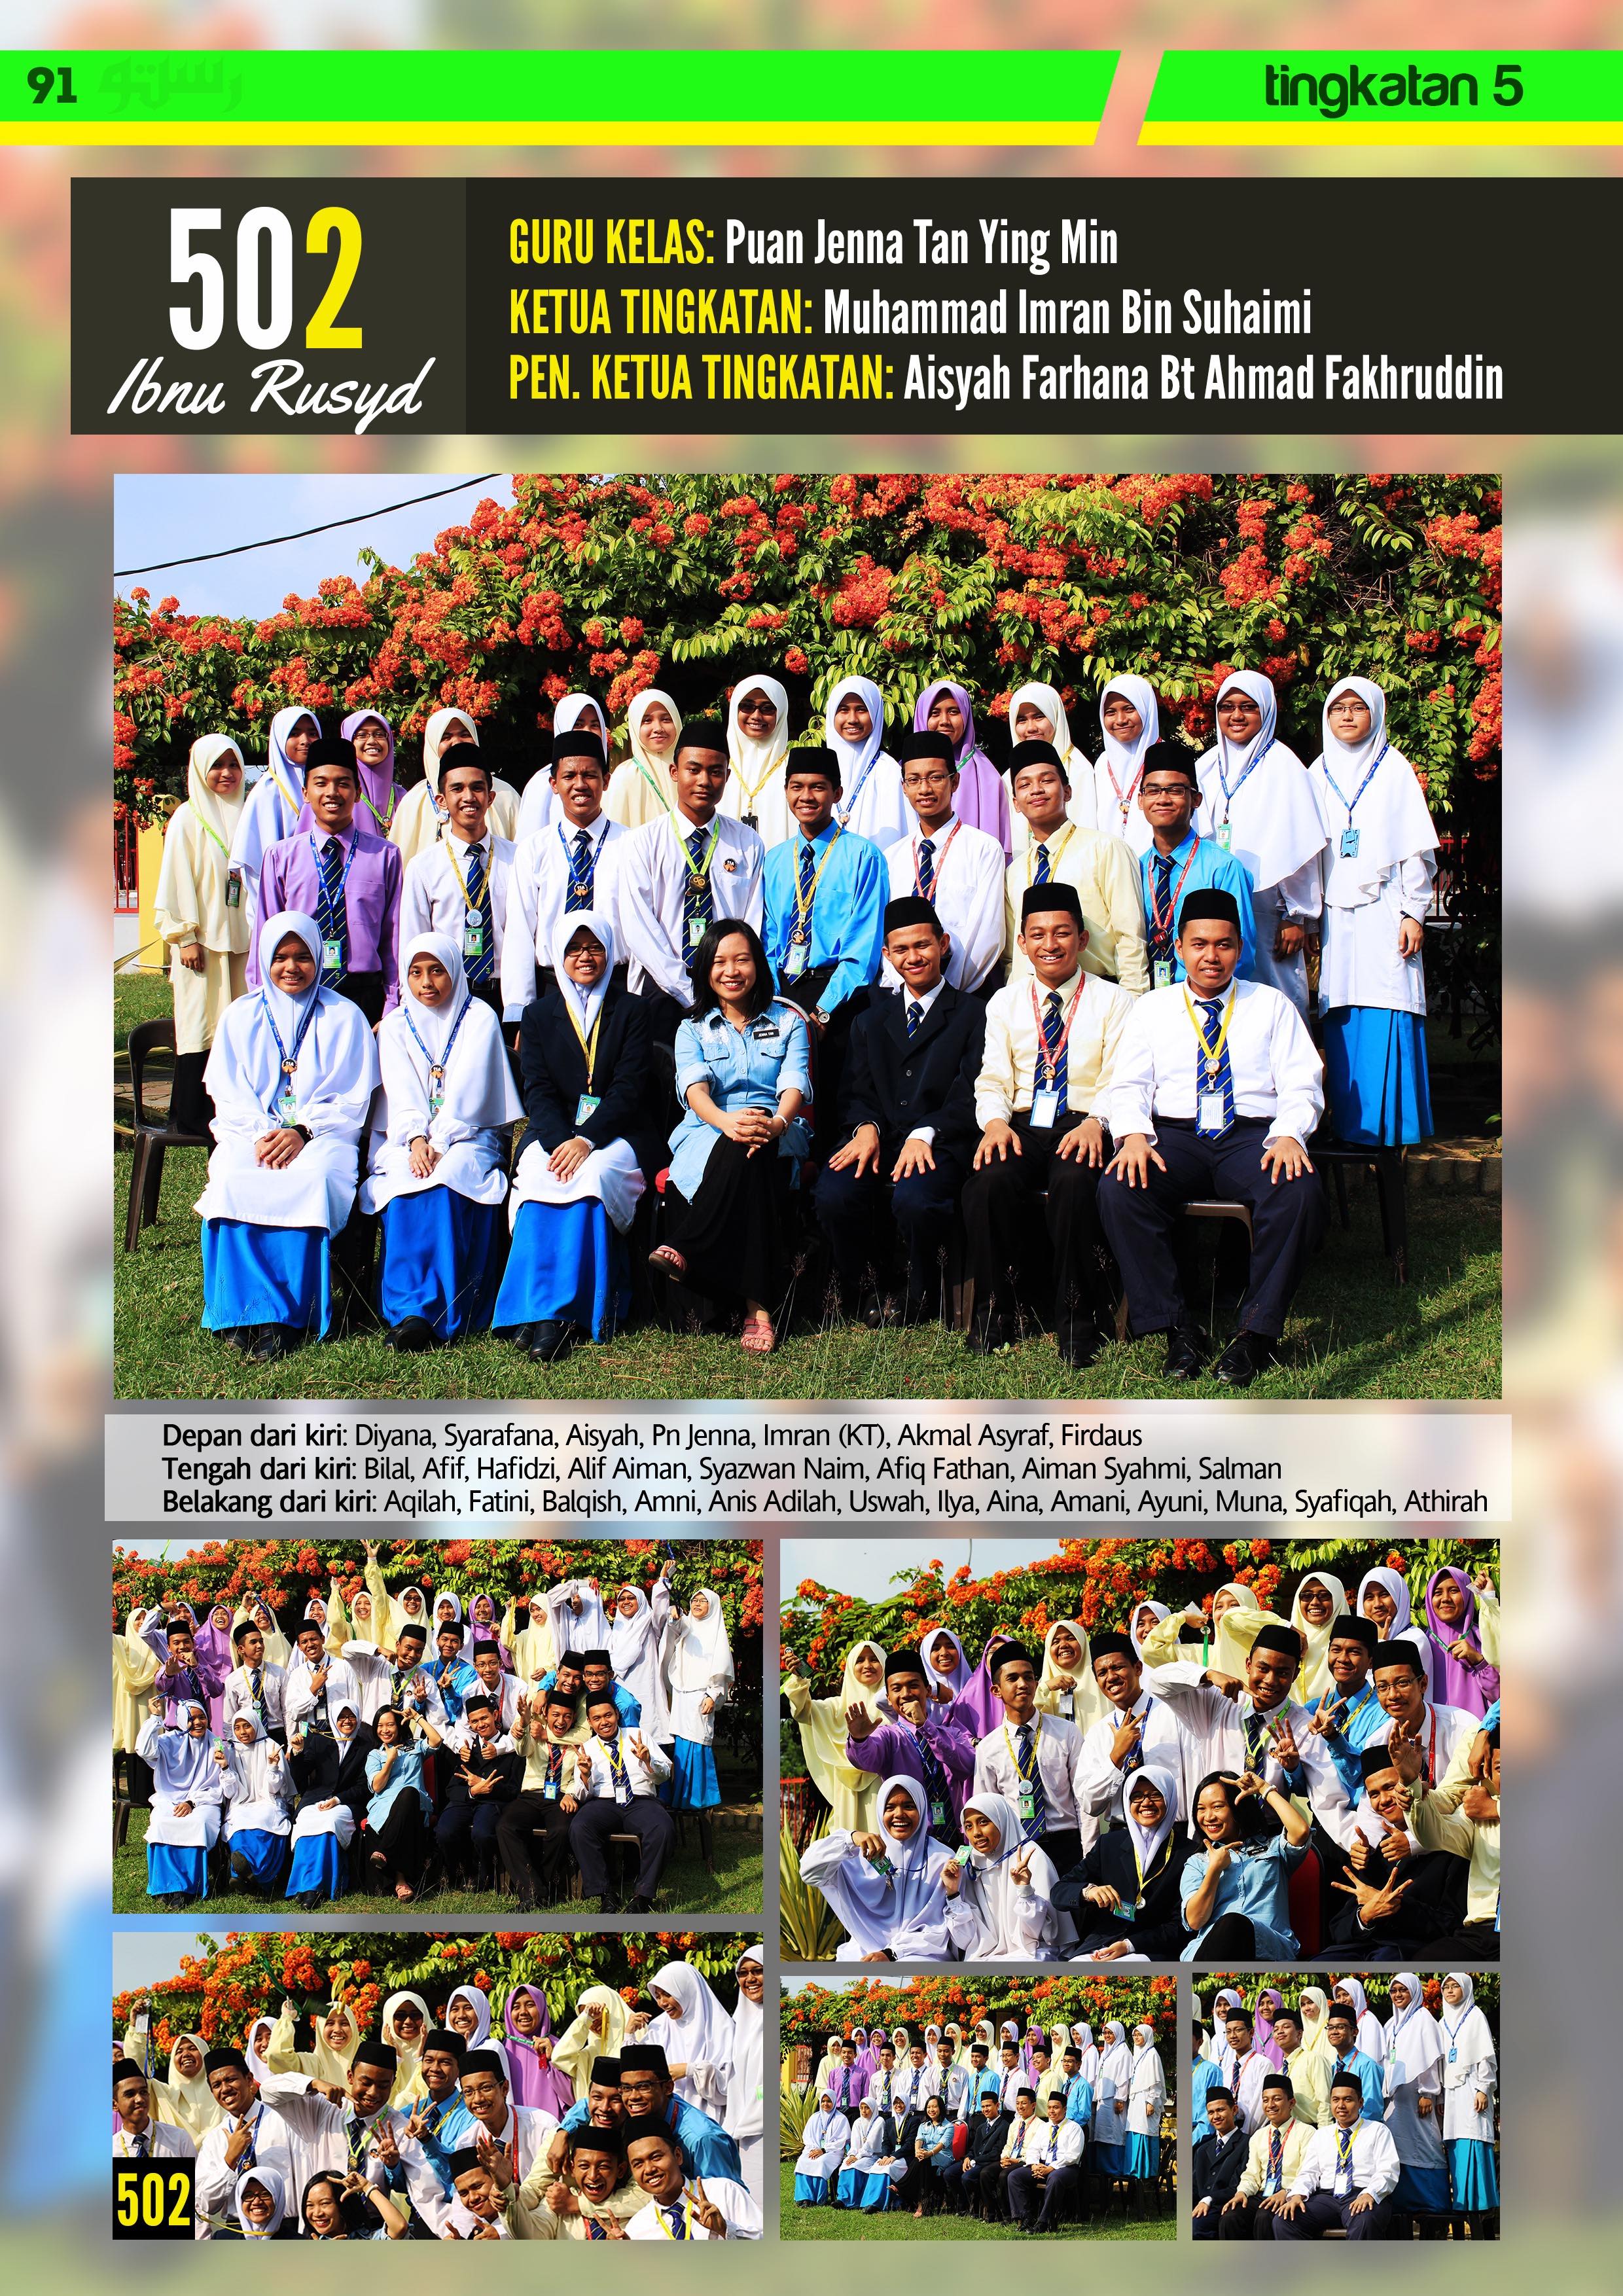 91 رستو
tingkatan 5
502
Ibnu Rusyd
GURU KELAS: Puan Jenna Tan Ying Min
KETUA TINGKATAN: Muhammad Imran Bin Suhaimi
PEN. KETUA TINGKATAN: Aisyah Farhana Bt Ahmad Fakhruddin
JENNA TAN
Depan dari kiri: Diyana, Syarafana, Aisyah, Pn Jenna, Imran (KT), Akmal Asyraf, Firdaus
Tengah dari kiri: Bilal, Afif, Hafidzi, Alif Aiman, Syazwan Naim, Afiq Fathan, Aiman Syahmi, Salman
Belakang dari kiri: Aqilah, Fatini, Balqish, Amni, Anis Adilah, Uswah, Ilya, Aina, Amani, Ayuni, Muna, Syafiqah, Athirah
502